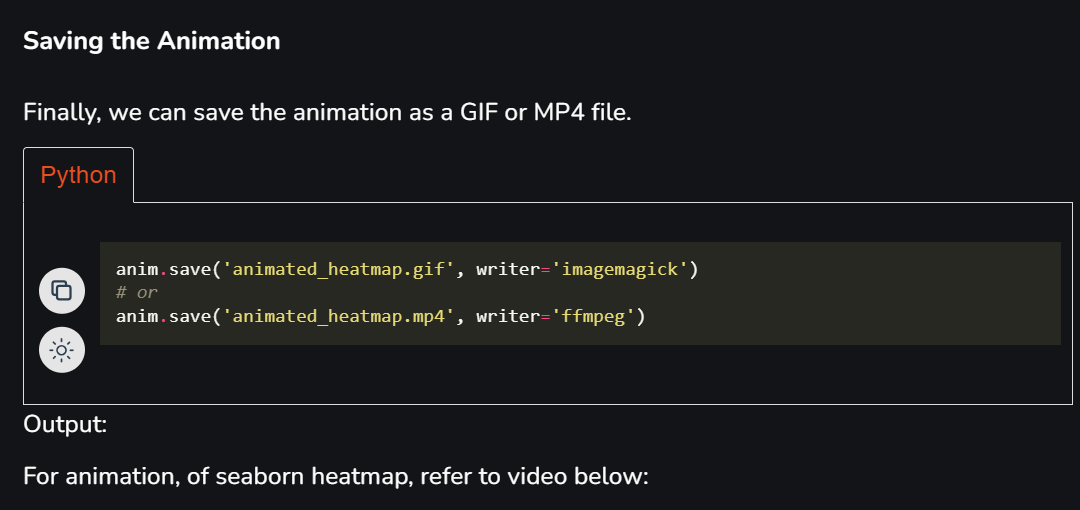 Saving the Animation
Finally, we can save the animation as a GIF or MP4 file.
Python
anim.save('animated_heatmap.gif', writer='imagemagick')
# or
anim.save('animated_heatmap.mp4', writer='ffmpeg')
Output:
For animation, of seaborn heatmap, refer to video below: